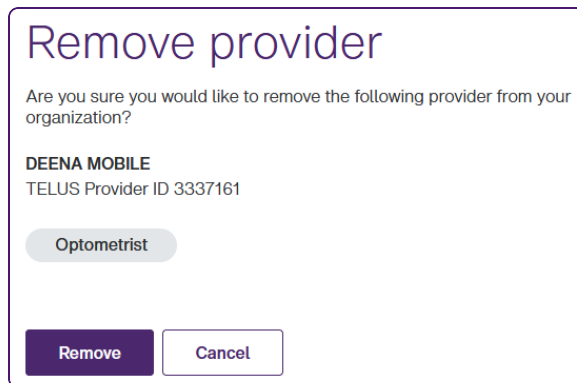 Remove provider
Are you sure you would like to remove the following provider from your
organization?
DEENA MOBILE
TELUS Provider ID 3337161
Optometrist
Remove
Cancel